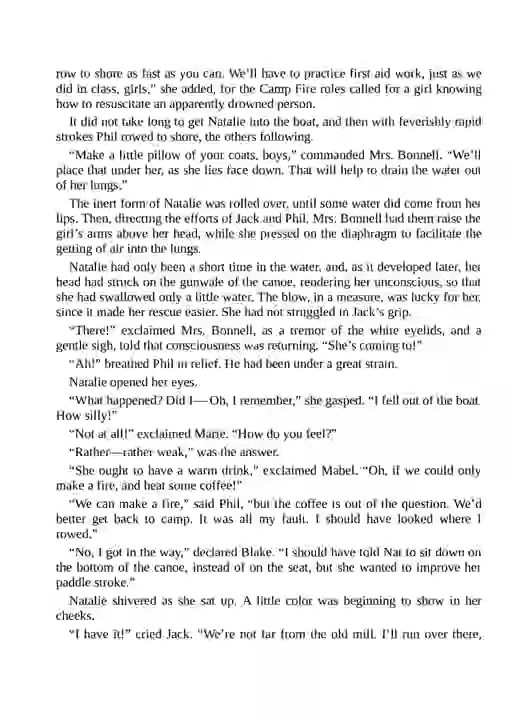 row to shore as fast as you can. We’ll have to practice first aid work, just as we
did in class, girls,” she added, for the Camp Fire rules called for a girl knowing
how to resuscitate an apparently drowned person.
It did not take long to get Natalie into the boat, and then with feverishly rapid
strokes Phil rowed to shore, the others following.
“Make a little pillow of your coats, boys,” commanded Mrs. Bonnell. “We’ll
place that under her, as she lies face down. That will help to drain the water out
of her lungs.”
The inert form of Natalie was rolled over, until some water did come from her
lips. Then, directing the efforts of Jack and Phil, Mrs. Bonnell had them raise the
girl’s arms above her head, while she pressed on the diaphragm to facilitate the
getting of air into the lungs.
Natalie had only been a short time in the water, and, as it developed later, her
head had struck on the gunwale of the canoe, rendering her unconscious, so that
she had swallowed only a little water. The blow, in a measure, was lucky for her,
since it made her rescue easier. She had not struggled in Jack’s grip.
“There!” exclaimed Mrs. Bonnell, as a tremor of the white eyelids, and a
gentle sigh, told that consciousness was returning. “She’s coming to!”
“Ah!” breathed Phil in relief. He had been under a great strain.
Natalie opened her eyes.
“What happened? Did I—Oh, I remember,” she gasped. “I fell out of the boat.
How silly!”
“Not at all!” exclaimed Marie. “How do you feel?”
“Rather—rather weak,” was the answer.
“She ought to have a warm drink,” exclaimed Mabel. “Oh, if we could only
make a fire, and heat some coffee!”
“We can make a fire,” said Phil, “but the coffee is out of the question. We’d
better get back to camp. It was all my fault. I should have looked where I
rowed.”
“No, I got in the way,” declared Blake. “I should have told Nat to sit down on
the bottom of the canoe, instead of on the seat, but she wanted to improve her
paddle stroke.”
Natalie shivered as she sat up. A little color was beginning to show in her
cheeks.
“I have it!” cried Jack. “We’re not far from the old mill. I’ll run over there,